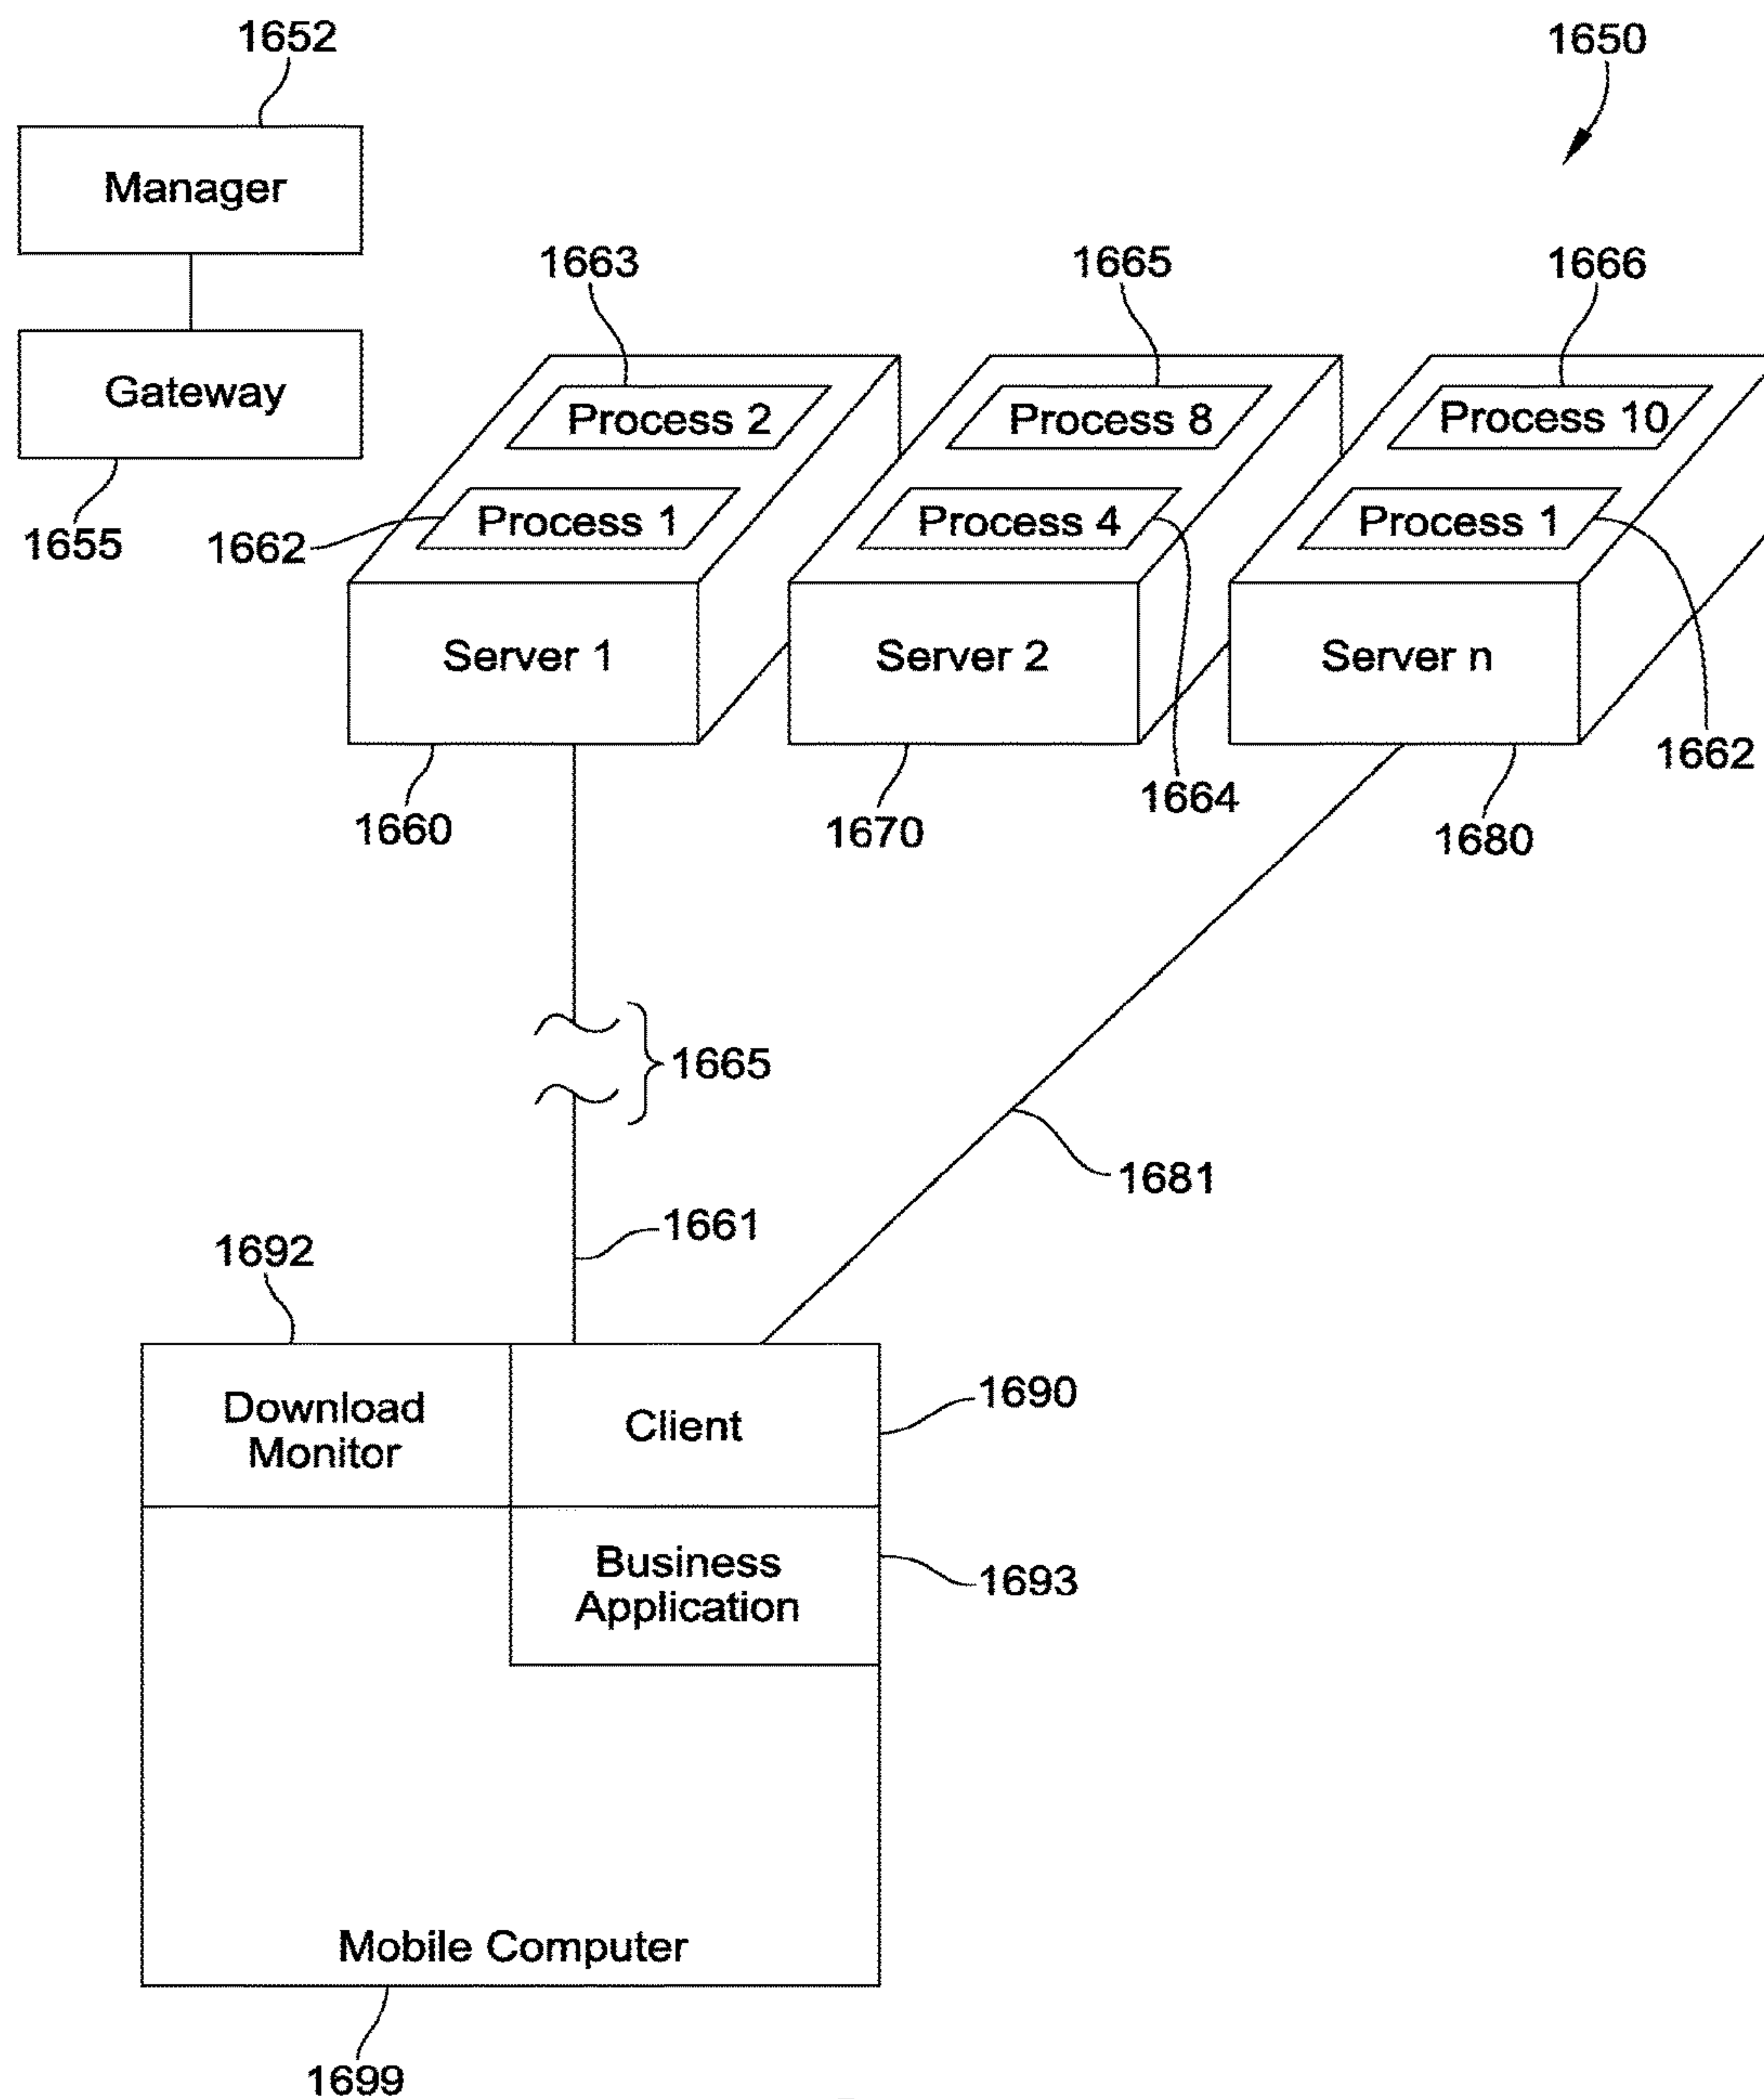 1652
1650
Manager
1663
1665
1666
Gateway
Process 2
Process 8
Process 10
1655
1662
Process 1
Process 4
Process 1
Server 1
Server 2
Server n
1660
1670
1664
1662
1680
1665
1681
1661
1692
Download
Monitor
Client
1690
Business
Application
1693
Mobile Computer
1699